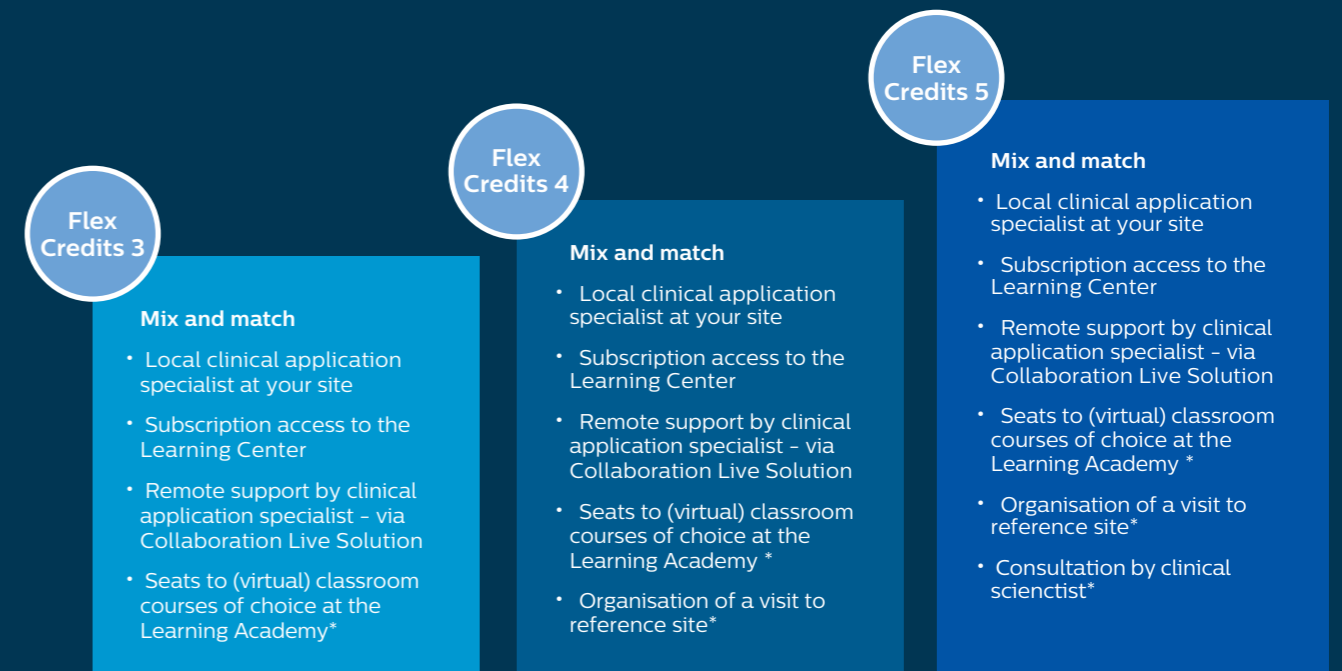 Flex
Credits 3
Mix and match
• Local clinical application
specialist at your site
• Subscription access to the
Learning Center
• Remote support by clinical
application specialist - via
Collaboration Live Solution
• Seats to (virtual) classroom
courses of choice at the
Learning Academy*
Flex
Credits 4
Mix and match
• Local clinical application
specialist at your site
• Subscription access to the
Learning Center
• Remote support by clinical
application specialist - via
Collaboration Live Solution
• Seats to (virtual) classroom
courses of choice at the
Learning Academy *
• Organisation of a visit to
reference site*
Flex
Credits 5
Mix and match
• Local clinical application
specialist at your site
• Subscription access to the
Learning Center
• Remote support by clinical
application specialist - via
Collaboration Live Solution
• Seats to (virtual) classroom
courses of choice at the
Learning Academy *
• Organisation of a visit to
reference site*
• Consultation by clinical
scienctist*